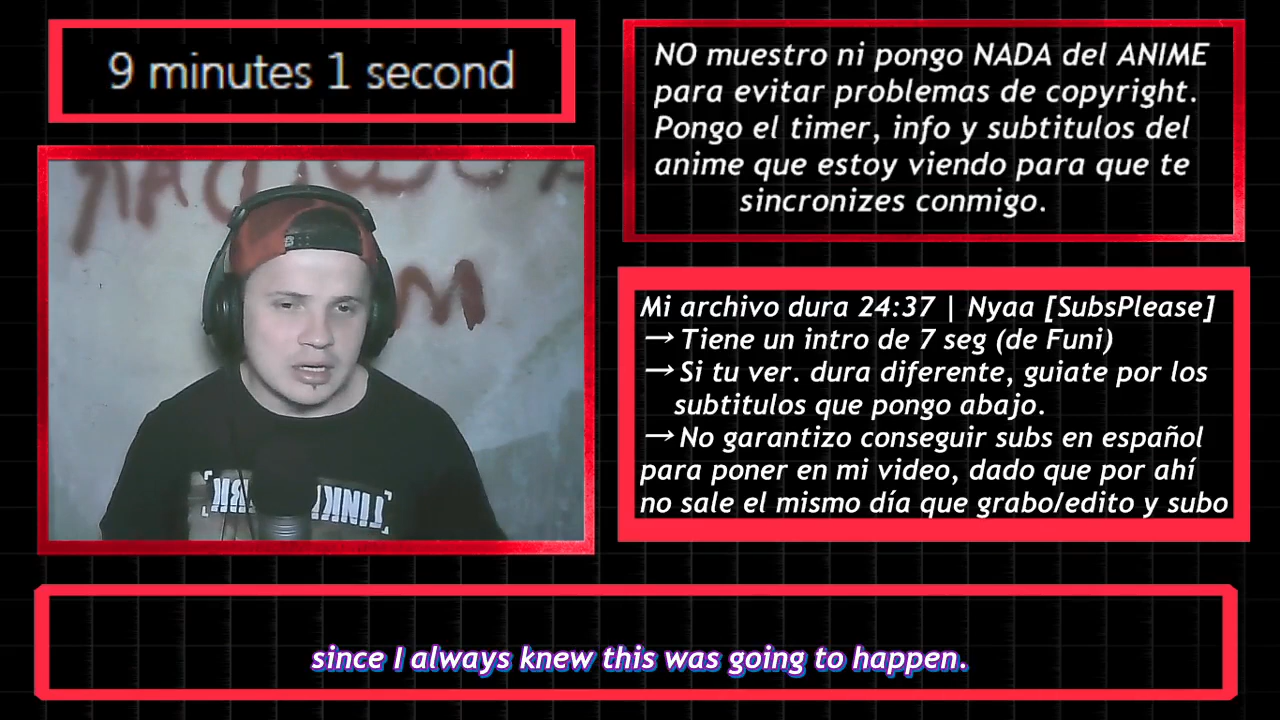 9 minutes 1 second
NO muestro ni pongo NADA del ANIME
para evitar problemas de copyright.
Pongo el timer, info y subtitulos del
anime que estoy viendo para que te
sincronizes conmigo.
Mi archivo dura 24:37 | Nyaa [SubsPlease]
→ Tiene un intro de 7 seg (de Funi)
→ Si tu ver. dura diferente, guiate por los
subtitulos que pongo abajo.
→ No garantizo conseguir subs en español
para poner en mi video, dado que por ahí
no sale el mismo día que grabo/edito y subo
since I always knew this was going to happen.